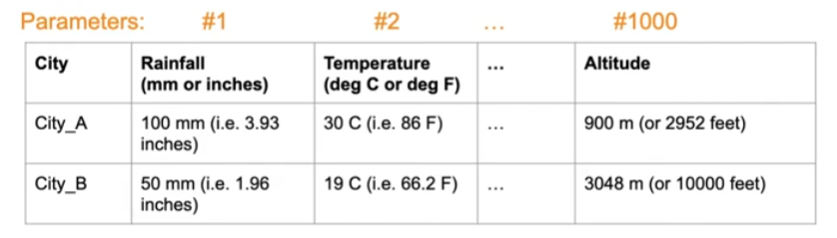 Parameters: #1 #2 ... #1000
City Rainfall (mm or inches) Temperature (deg C or deg F) ... Altitude
City_A 100 mm (i.e. 3.93 inches) 30 C (i.e. 86 F) ... 900 m (or 2952 feet)
City_B 50 mm (i.e. 1.96 inches) 19 C (i.e. 66.2 F) ... 3048 m (or 10000 feet)